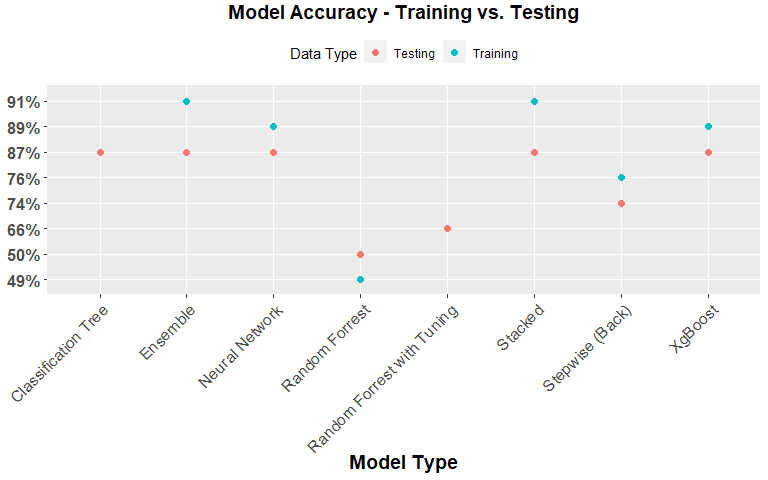 Model Accuracy - Training vs. Testing
Data Type Testing Training
91%
89%
87%
76%
74%
66%
50%
49%
Classification Tree
Ensemble
Neural Network
Random Forrest
Random Forrest with Tuning
Stacked
Stepwise (Back)
XgBoost
Model Type